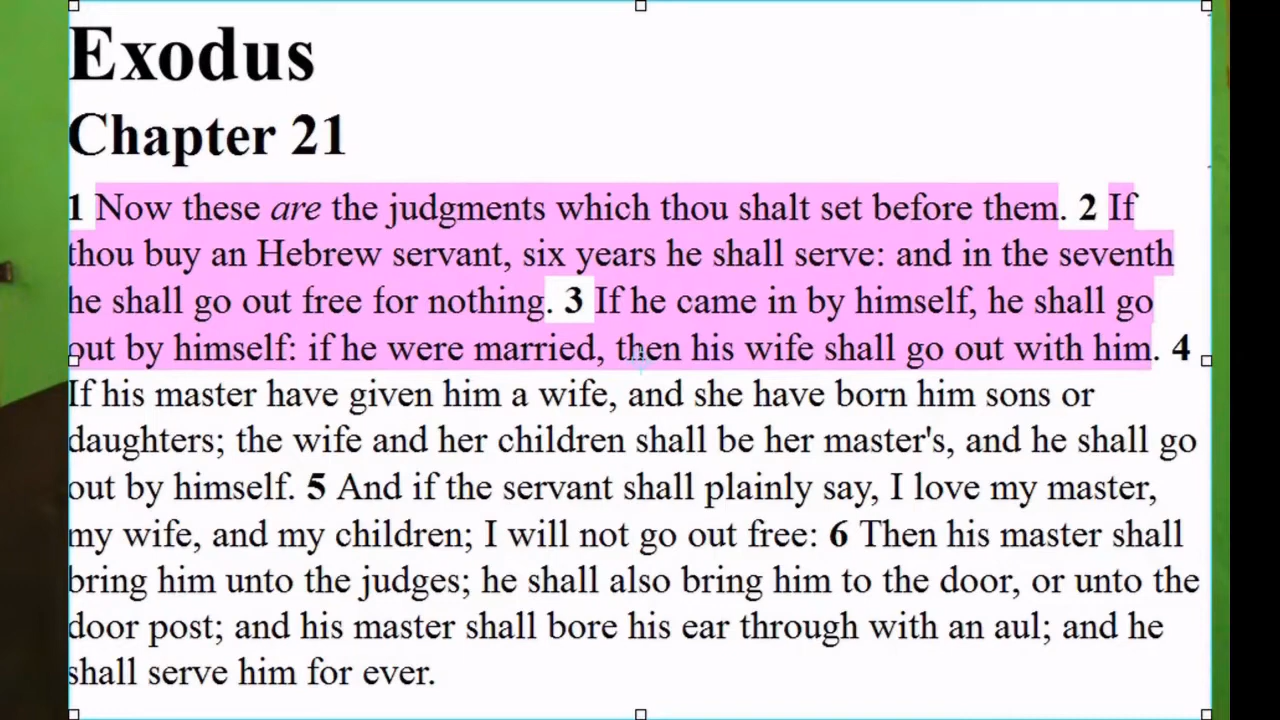 Exodus
Chapter 21
1 Now these are the judgments which thou shalt set before them. 2 If
thou buy an Hebrew servant, six years he shall serve: and in the seventh
he shall go out free for nothing. 3 If he came in by himself, he shall go
out by himself: if he were married, then his wife shall go out with him. 4
If his master have given him a wife, and she have born him sons or
daughters; the wife and her children shall be her master's, and he shall go
out by himself. 5 And if the servant shall plainly say, I love my master,
my wife, and my children; I will not go out free: 6 Then his master shall
bring him unto the judges; he shall also bring him to the door, or unto the
door post; and his master shall bore his ear through with an aul; and he
shall serve him for ever.